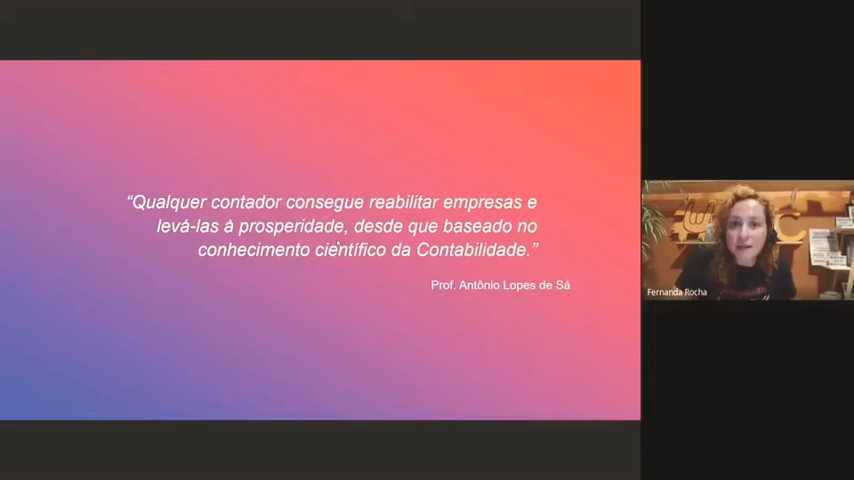 “Qualquer contador consegue reabilitar empresas e
levá-las à prosperidade, desde que baseado no
conhecimento científico da Contabilidade.”
Prof. Antônio Lopes de Sá
Fernanda Rocha